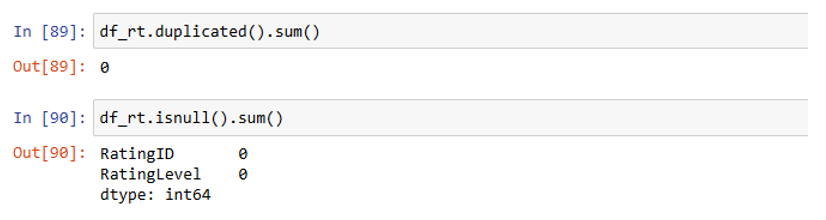 In [89]: df_rt.duplicated().sum()
Out[89]: 0
In [90]: df_rt.isnull().sum()
Out[90]: RatingID 0
RatingLevel 0
dtype: int64